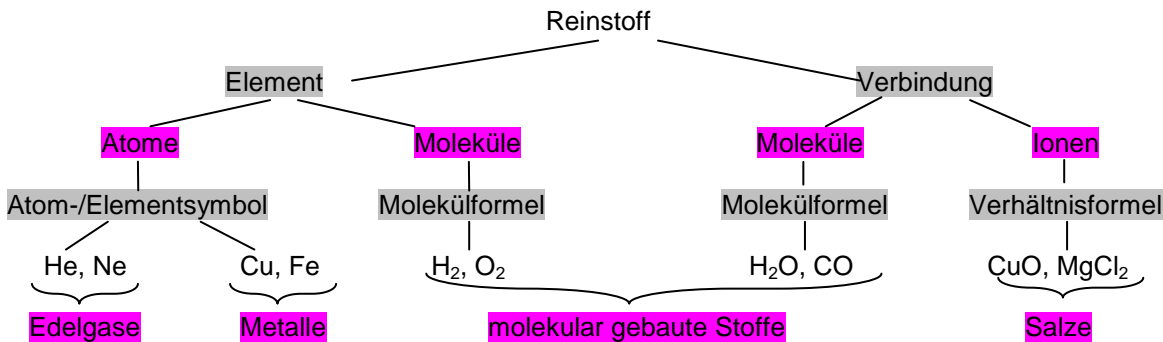 Reinstoff
Element Verbindung
Atome Moleküle Moleküle Ionen
Atom-/Elementsymbol Molekülformel Molekülformel Verhältnisformel
He, Ne Cu, Fe H₂, O₂ H₂O, CO CuO, MgCl₂
Edelgase Metalle molekular gebaute Stoffe Salze